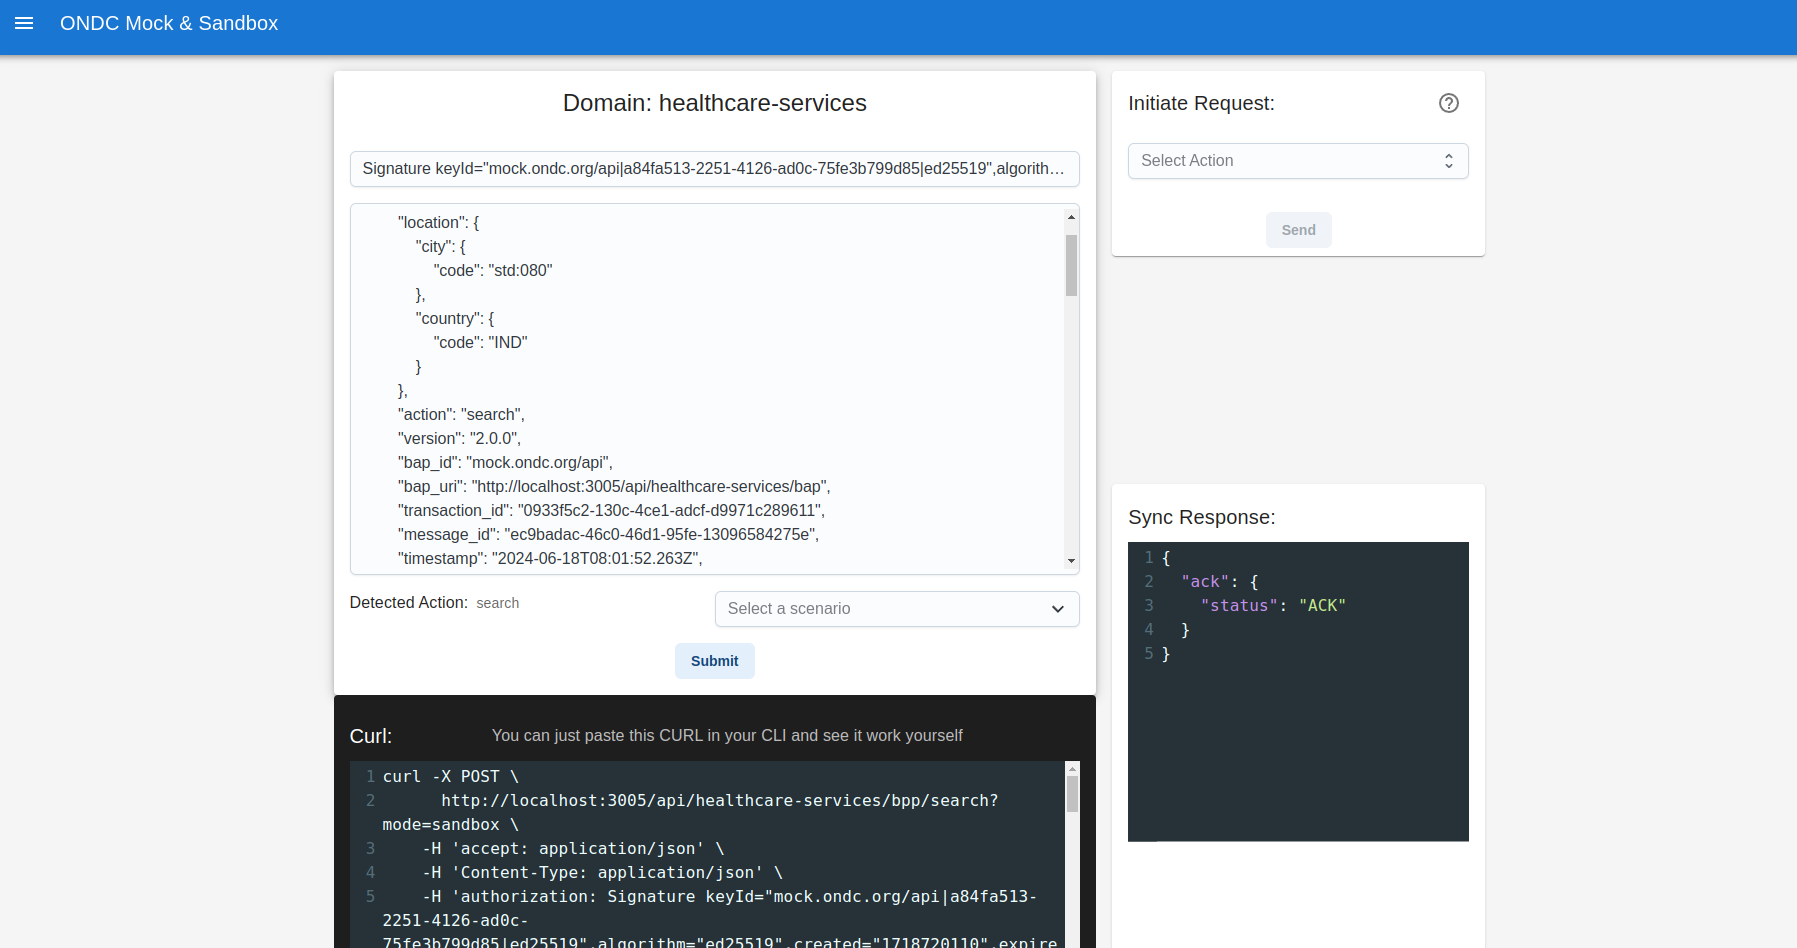 ONDC Mock & Sandbox
Domain: healthcare-services
Signature keyId="mock.ondc.org/api|a84fa513-2251-4126-ad0c-75fe3b799d85|ed25519",algorith…
"location": {
"city": {
"code": "std:080"
},
"country": {
"code": "IND"
}
},
"action": "search",
"version": "2.0.0",
"bap_id": "mock.ondc.org/api",
"bap_uri": "http://localhost:3005/api/healthcare-services/bap",
"transaction_id": "0933f5c2-130c-4ce1-adcf-d9971c289611",
"message_id": "ec9badac-46c0-46d1-95fe-13096584275e",
"timestamp": "2024-06-18T08:01:52.263Z",
Detected Action: search
Select a scenario
Submit
Curl:
You can just paste this CURL in your CLI and see it work yourself
1 curl -X POST \
2 http://localhost:3005/api/healthcare-services/bpp/search?
mode=sandbox \
3 -H 'accept: application/json' \
4 -H 'Content-Type: application/json' \
5 -H 'authorization: Signature keyId="mock.ondc.org/api|a84fa513-
2251-4126-ad0c-
75fe3b799d85|ed25519",algorithm="ed25519",created="1718720110",expire
Initiate Request:
Select Action
Send
Sync Response:
1 {
2 "ack": {
3 "status": "ACK"
4 }
5 }